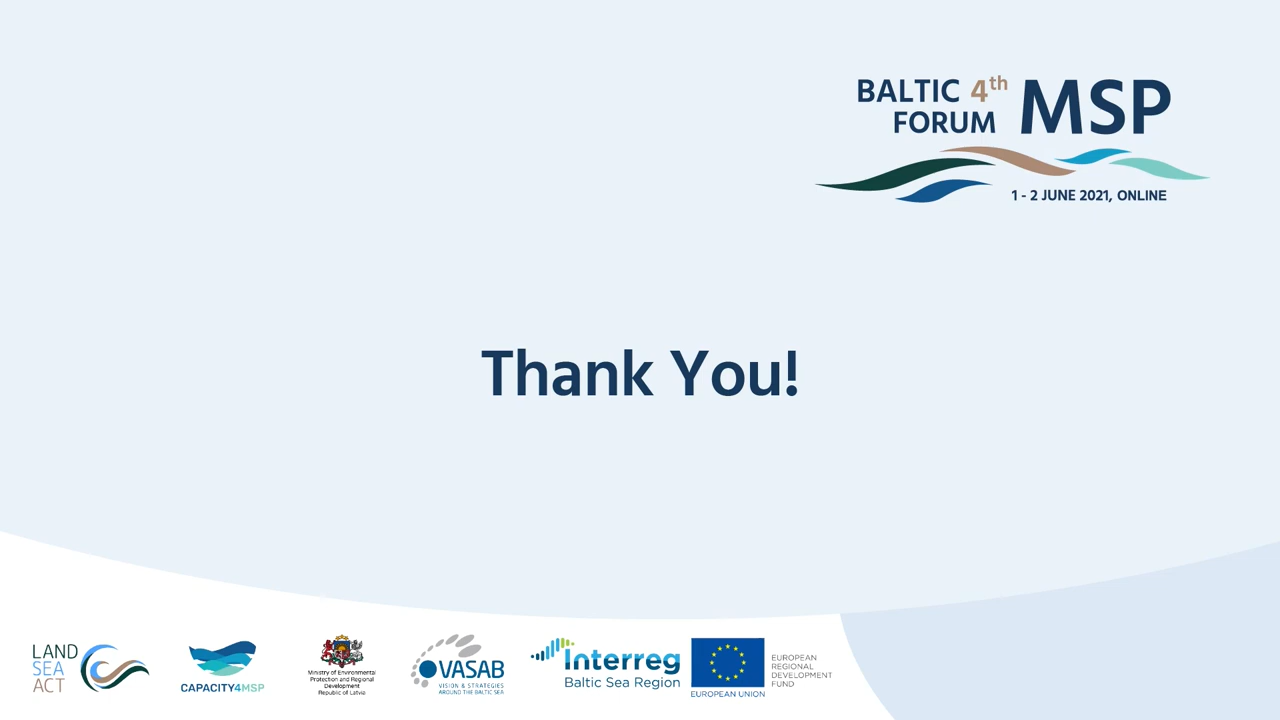 BALTIC 4th MSP
FORUM
1 - 2 JUNE 2021, ONLINE
Thank You!
LAND
SEA
ACT
CAPACITY4MSP
Ministry of Environmental
Protection and Regional
Development
Republic of Latvia
VASAB
VISION & STRATEGIES
AROUND THE BALTIC SEA
Interreg
Baltic Sea Region
EUROPEAN UNION
EUROPEAN
REGIONAL
DEVELOPMENT
FUND